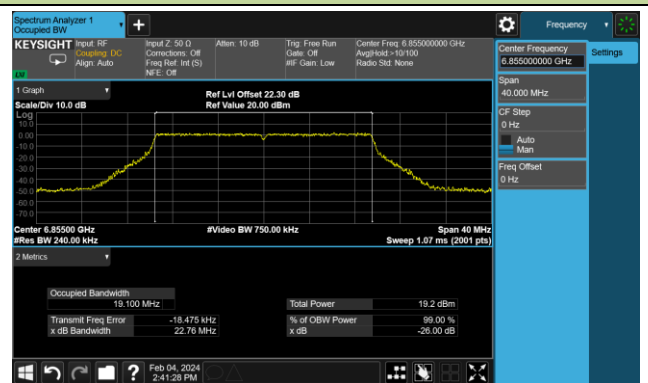 Spectrum Analyzer 1
Occupied BW
Frequency
KEYSIGHT
Input: RF
Coupling: DC
Align: Auto
Input Z: 50 Ω
Corrections: Off
Freq Ref: Int (S)
NFE: Off
Atten: 10 dB
Trig: Free Run
Gate: Off
#IF Gain: Low
Center Freq: 6.855000000 GHz
Avg|Hold:>10/100
Radio Std: None
Center Frequency
6.855000000 GHz
Settings
Span
40.000 MHz
CF Step
0 Hz
Auto
Man
Freq Offset
0 Hz
1 Graph
Scale/Div 10.0 dB
Ref Lvl Offset 22.30 dB
Ref Value 20.00 dBm
Log
10.0
0.00
-10.0
-20.0
-30.0
-40.0
-50.0
-60.0
-70.0
Center 6.85500 GHz
#Res BW 240.00 kHz
#Video BW 750.00 kHz
Span 40 MHz
Sweep 1.07 ms (2001 pts)
2 Metrics
Occupied Bandwidth
19.100 MHz
Total Power 19.2 dBm
Transmit Freq Error -18.475 kHz
% of OBW Power 99.00 %
x dB Bandwidth 22.76 MHz
x dB -26.00 dB
Feb 04, 2024
2:41:28 PM